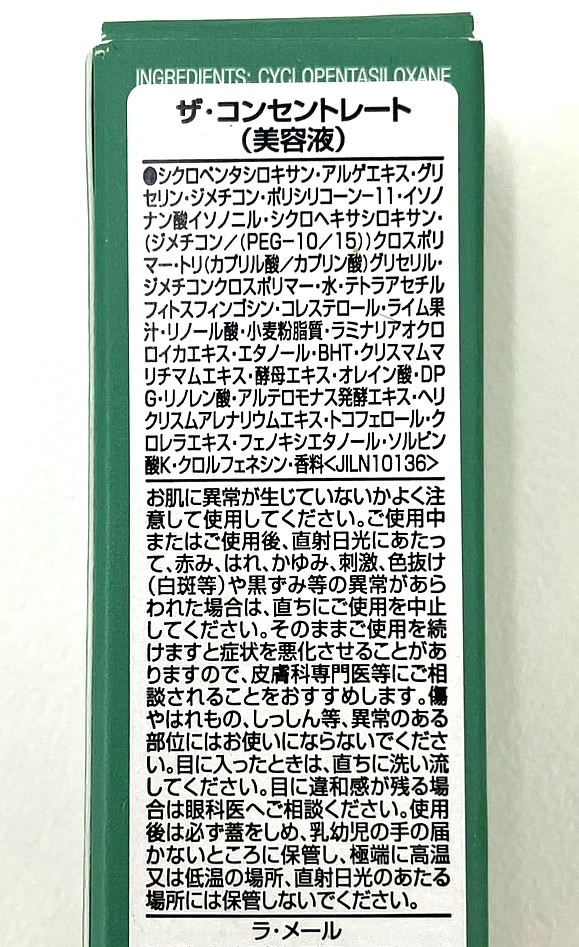 INGREDIENTS: CYCLOPENTASILOXANE
ザ・コンセントレート
（美容液）
●シクロペンタシロキサン・アルゲエキス・グリ
セリン・ジメチコン・ポリシリコーン-11・イソノ
ナン酸イソノニル・シクロヘキサシロキサン・
(ジメチコン/(PEG-10/15))クロスポリ
マー・トリ(カプリル酸/カプリン酸)グリセリル・
ジメチコンクロスポリマー・水・テトラアセチル
フィトスフィンゴシン・コレステロール・ライム果
汁・リノール酸・小麦粉脂質・ラミナリアオクロ
ロイカエキス・エタノール・BHT・クリスマムマ
リチマムエキス・酵母エキス・オレイン酸・DP
G・リノレン酸・アルテロモナス発酵エキス・ヘリ
クリスムアレナリウムエキス・トコフェロール・ク
ロレラエキス・フェノキシエタノール・ソルビン
酸K・クロルフェネシン・香料<JILN10136>
お肌に異常が生じていないかよく注
意して使用してください。ご使用中
またはご使用後、直射日光にあたっ
て、赤み、はれ、かゆみ、刺激、色抜け
（白斑等）や黒ずみ等の異常があら
われた場合は、直ちにご使用を中止
してください。そのままご使用を続
けますと症状を悪化させることがあ
りますので、皮膚科専門医等にご相
談されることをおすすめします。傷
やはれもの、しっしん等、異常のある
部位にはお使いにならないでくださ
い。目に入ったときは、直ちに洗い流
してください。目に違和感が残る場
合は眼科医へご相談ください。使用
後は必ず蓋をしめ、乳幼児の手の届
かないところに保管し、極端に高温
又は低温の場所、直射日光のあたる
場所には保管しないでください。
ラ・メール